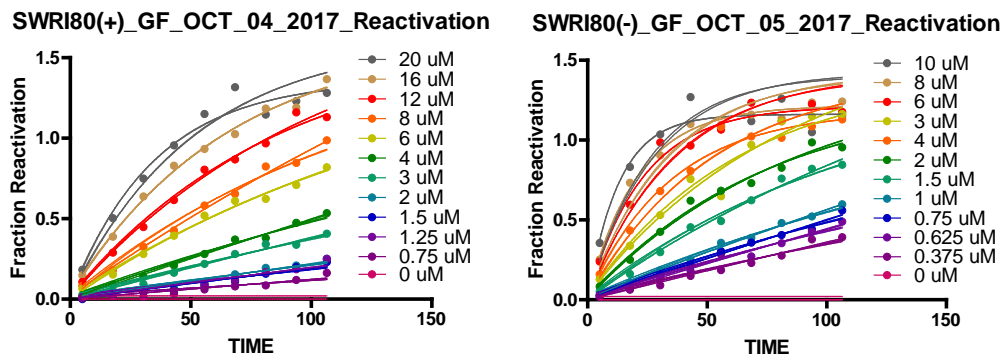 SWRI80(+)_GF_OCT_04_2017_Reactivation
Fraction Reactivation
1.5
1.0
0.5
0.0
0
50
100
150
TIME
20 uM
16 uM
12 uM
8 uM
6 uM
4 uM
3 uM
2 uM
1.5 uM
1.25 uM
0.75 uM
0 uM
SWRI80(-)_GF_OCT_05_2017_Reactivation
Fraction Reactivation
1.5
1.0
0.5
0.0
0
50
100
150
TIME
10 uM
8 uM
6 uM
3 uM
4 uM
2 uM
1.5 uM
1 uM
0.75 uM
0.625 uM
0.375 uM
0 uM